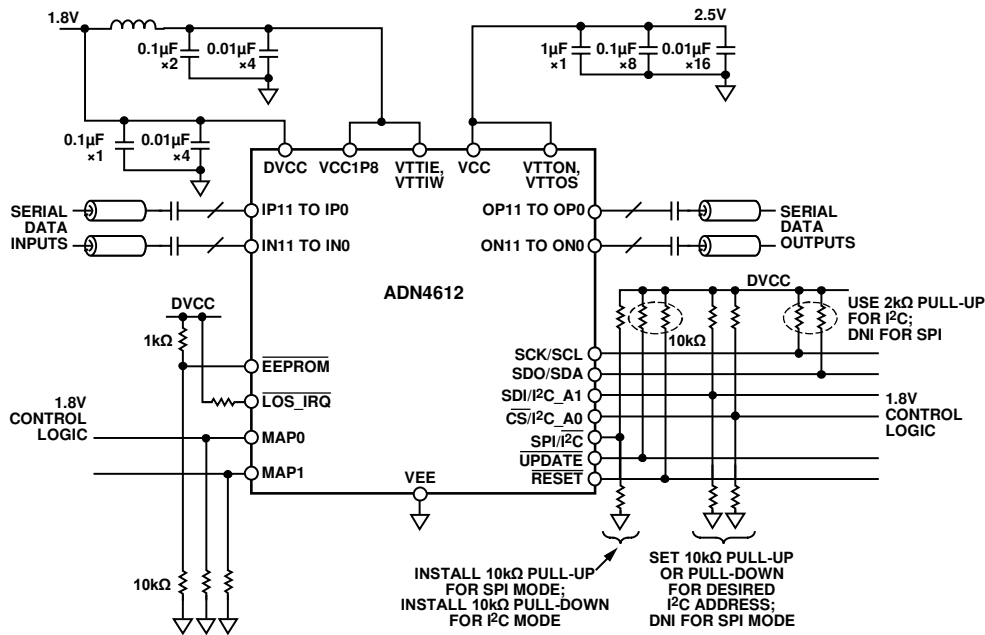 1.8V
0.1µF
×2
0.01µF
×4
2.5V
1µF
×1
0.1µF
×8
0.01µF
×16
0.1µF
×1
0.01µF
×4
DVCC
VCC1P8
VTTIE,
VTTIW
VCC
VTTON,
VTTOS
SERIAL
DATA
INPUTS
IP11 TO IP0
IN11 TO IN0
OP11 TO OP0
ON11 TO ON0
SERIAL
DATA
OUTPUTS
ADN4612
DVCC
1kΩ
EEPROM
LOS_IRQ
1.8V
CONTROL
LOGIC
MAP0
MAP1
10kΩ
VEE
DVCC
10kΩ
USE 2kΩ PULL-UP
FOR I²C;
DNI FOR SPI
SCK/SCL
SDO/SDA
SDI/I²C_A1
CS/I²C_A0
SPI/I²C
UPDATE
RESET
1.8V
CONTROL
LOGIC
INSTALL 10kΩ PULL-UP
FOR SPI MODE;
INSTALL 10kΩ PULL-DOWN
FOR I²C MODE
SET 10kΩ PULL-UP
OR PULL-DOWN
FOR DESIRED
I²C ADDRESS;
DNI FOR SPI MODE